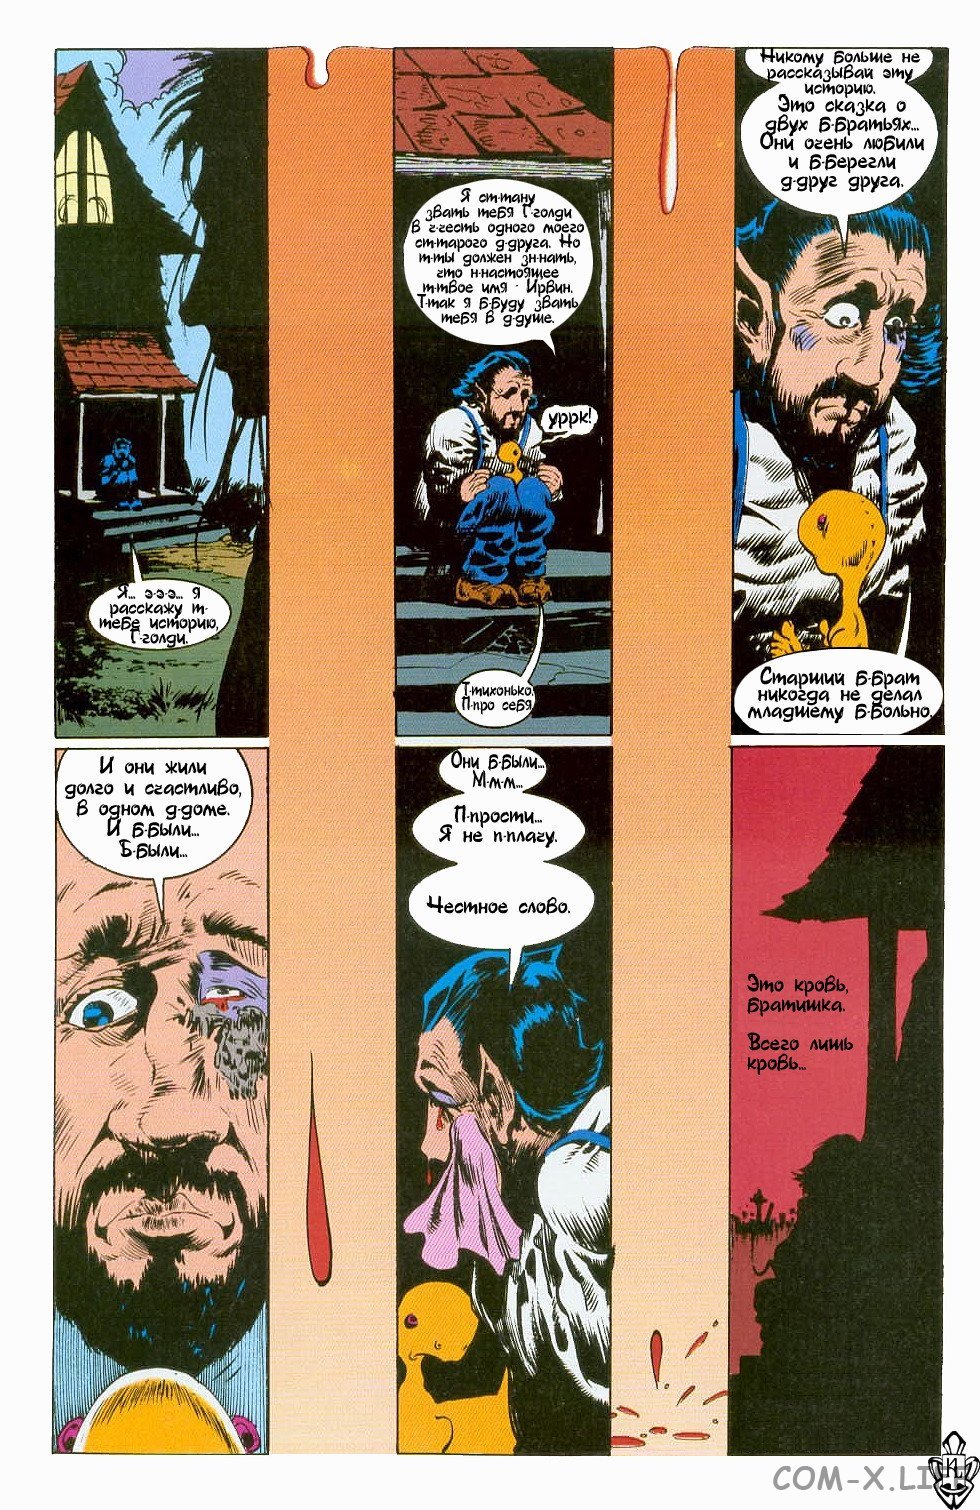 Я... э-э-э... я
расскажу т-
тебе историю,
Г-голди.
Я ст-тану
звать тебя Г-голди
в ч-честь одного моего
ст-тарого д-друга. Но
т-ты должен зн-нать,
что н-настоящее
т-твое имя - Ирвин.
Т-так я б-буду звать
тебя в д-душе.
уррк!
Т-тихонько.
П-про себя
Никому больше не
рассказывай эту
историю.
Это сказка о
двух б-братьях...
Они очень любили
и б-берегли
д-друг друга.
Старший б-брат
никогда не делал
младшему б-больно.
И они жили
долго и счастливо,
в одном д-доме.
И б-были...
Б-были...
Они б-были...
М-м-м...
П-прости...
Я не п-плачу.
Честное слово.
Это кровь,
братишка.
Всего лишь
кровь...
COM-X.LIFE